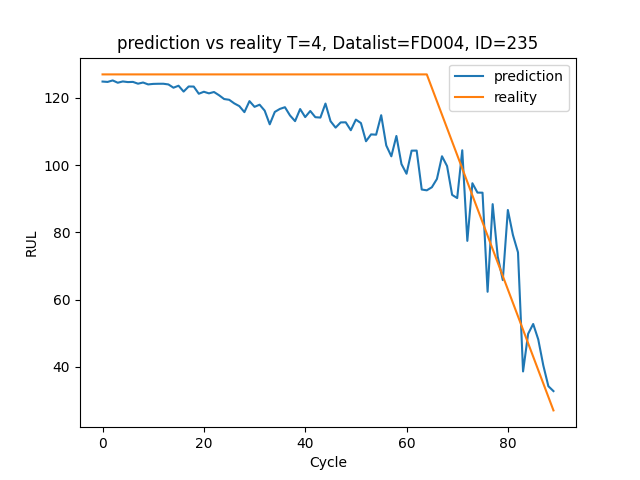 prediction vs reality T=4, Datalist=FD004, ID=235
prediction
reality
RUL
120
100
80
60
40
0 20 40 60 80
Cycle